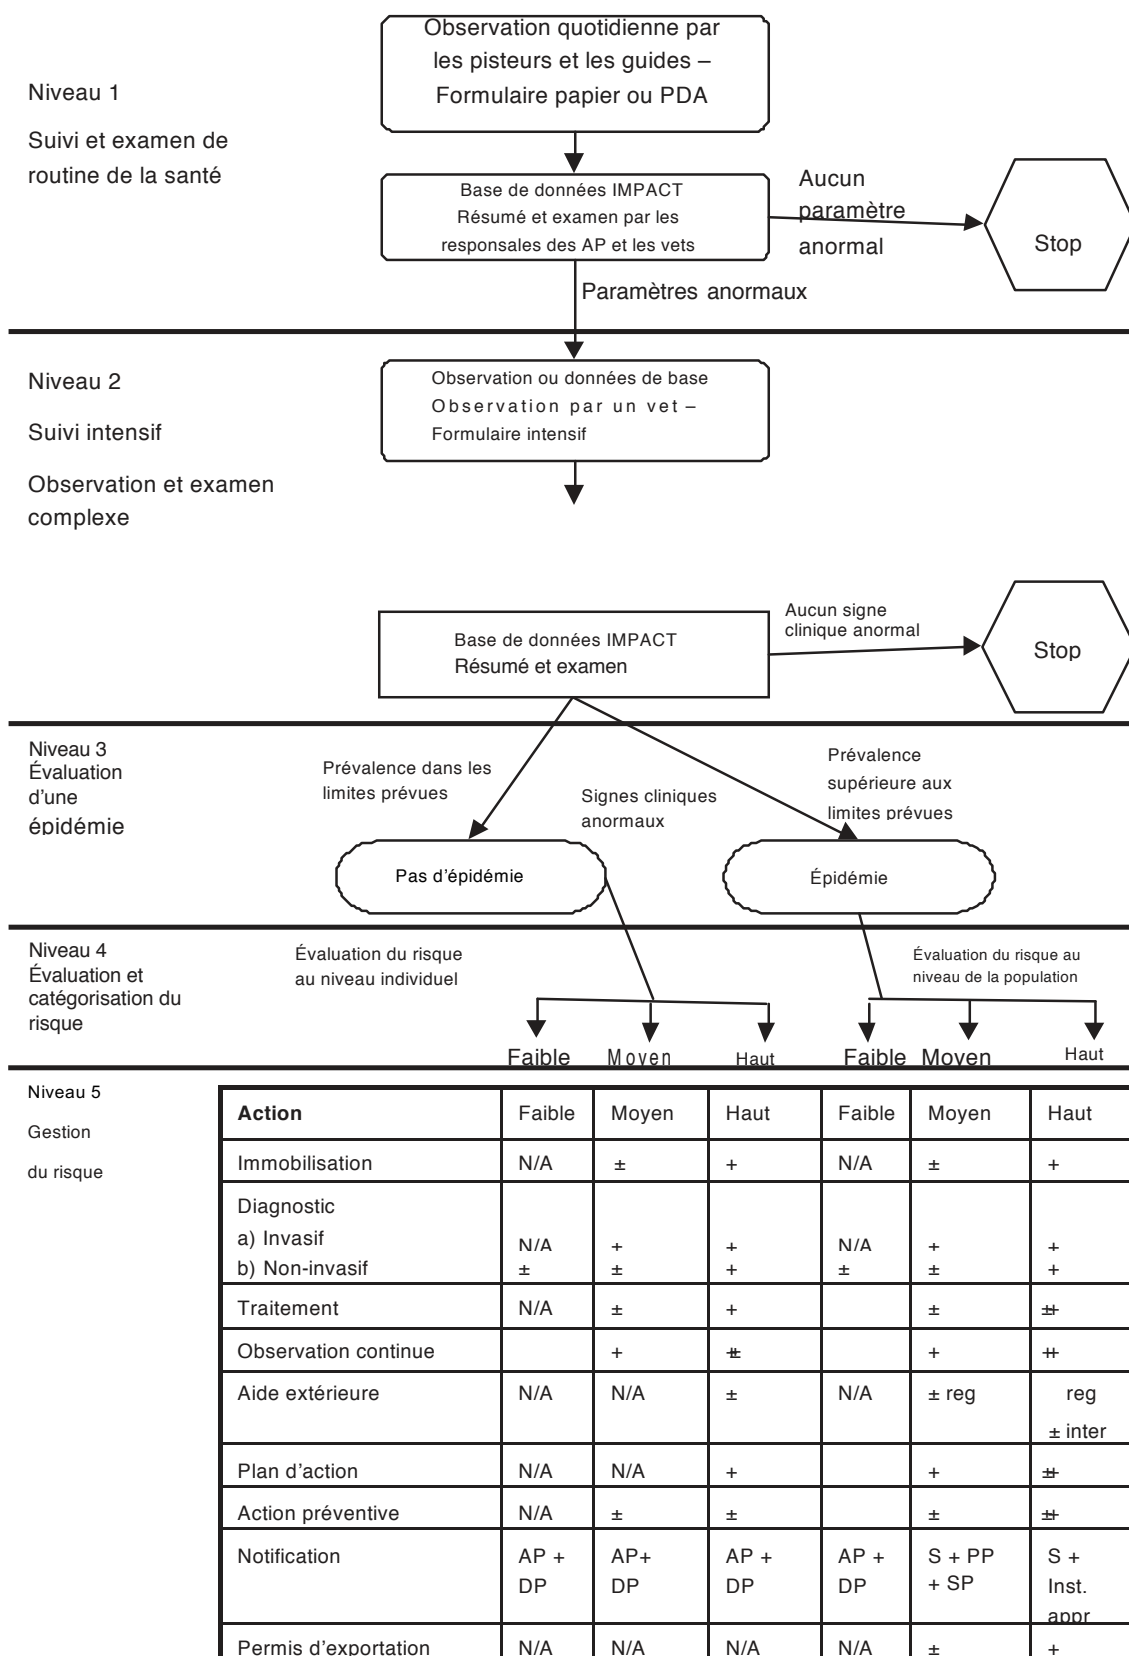 Observation quotidienne par
les pisteurs et les guides –
Formulaire papier ou PDA
Niveau 1
Suivi et examen de
routine de la santé
Base de données IMPACT
Résumé et examen par les
responsales des AP et les vets
Aucun
paramètre
anormal
Stop
Paramètres anormaux
Niveau 2
Suivi intensif
Observation et examen
complexe
Observation ou données de base
Observation par un vet –
Formulaire intensif
Base de données IMPACT
Résumé et examen
Aucun signe
clinique anormal
Stop
Niveau 3
Évaluation
d'une
épidémie
Prévalence dans les
limites prévues
Signes cliniques
anormaux
Prévalence
supérieure aux
limites prévues
Pas d'épidémie
Épidémie
Niveau 4
Évaluation et
catégorisation du
risque
Évaluation du risque
au niveau individuel
Évaluation du risque au
niveau de la population
Faible Moyen Haut Faible Moyen Haut
Niveau 5
Gestion
du risque
Action Faible Moyen Haut Faible Moyen Haut
Immobilisation N/A ± + N/A ± +
Diagnostic
a) Invasif N/A + + N/A + +
b) Non-invasif ± ± + ± ± +
Traitement N/A ± + ±
Observation continue + +
Aide extérieure N/A N/A ± N/A ± reg reg
± inter
Plan d'action N/A N/A + +
Action préventive N/A ± ± ±
Notification AP + AP+ AP + AP + S + PP S +
DP DP DP DP + SP Inst.
appr
Permis d'exportation N/A N/A N/A N/A ± +